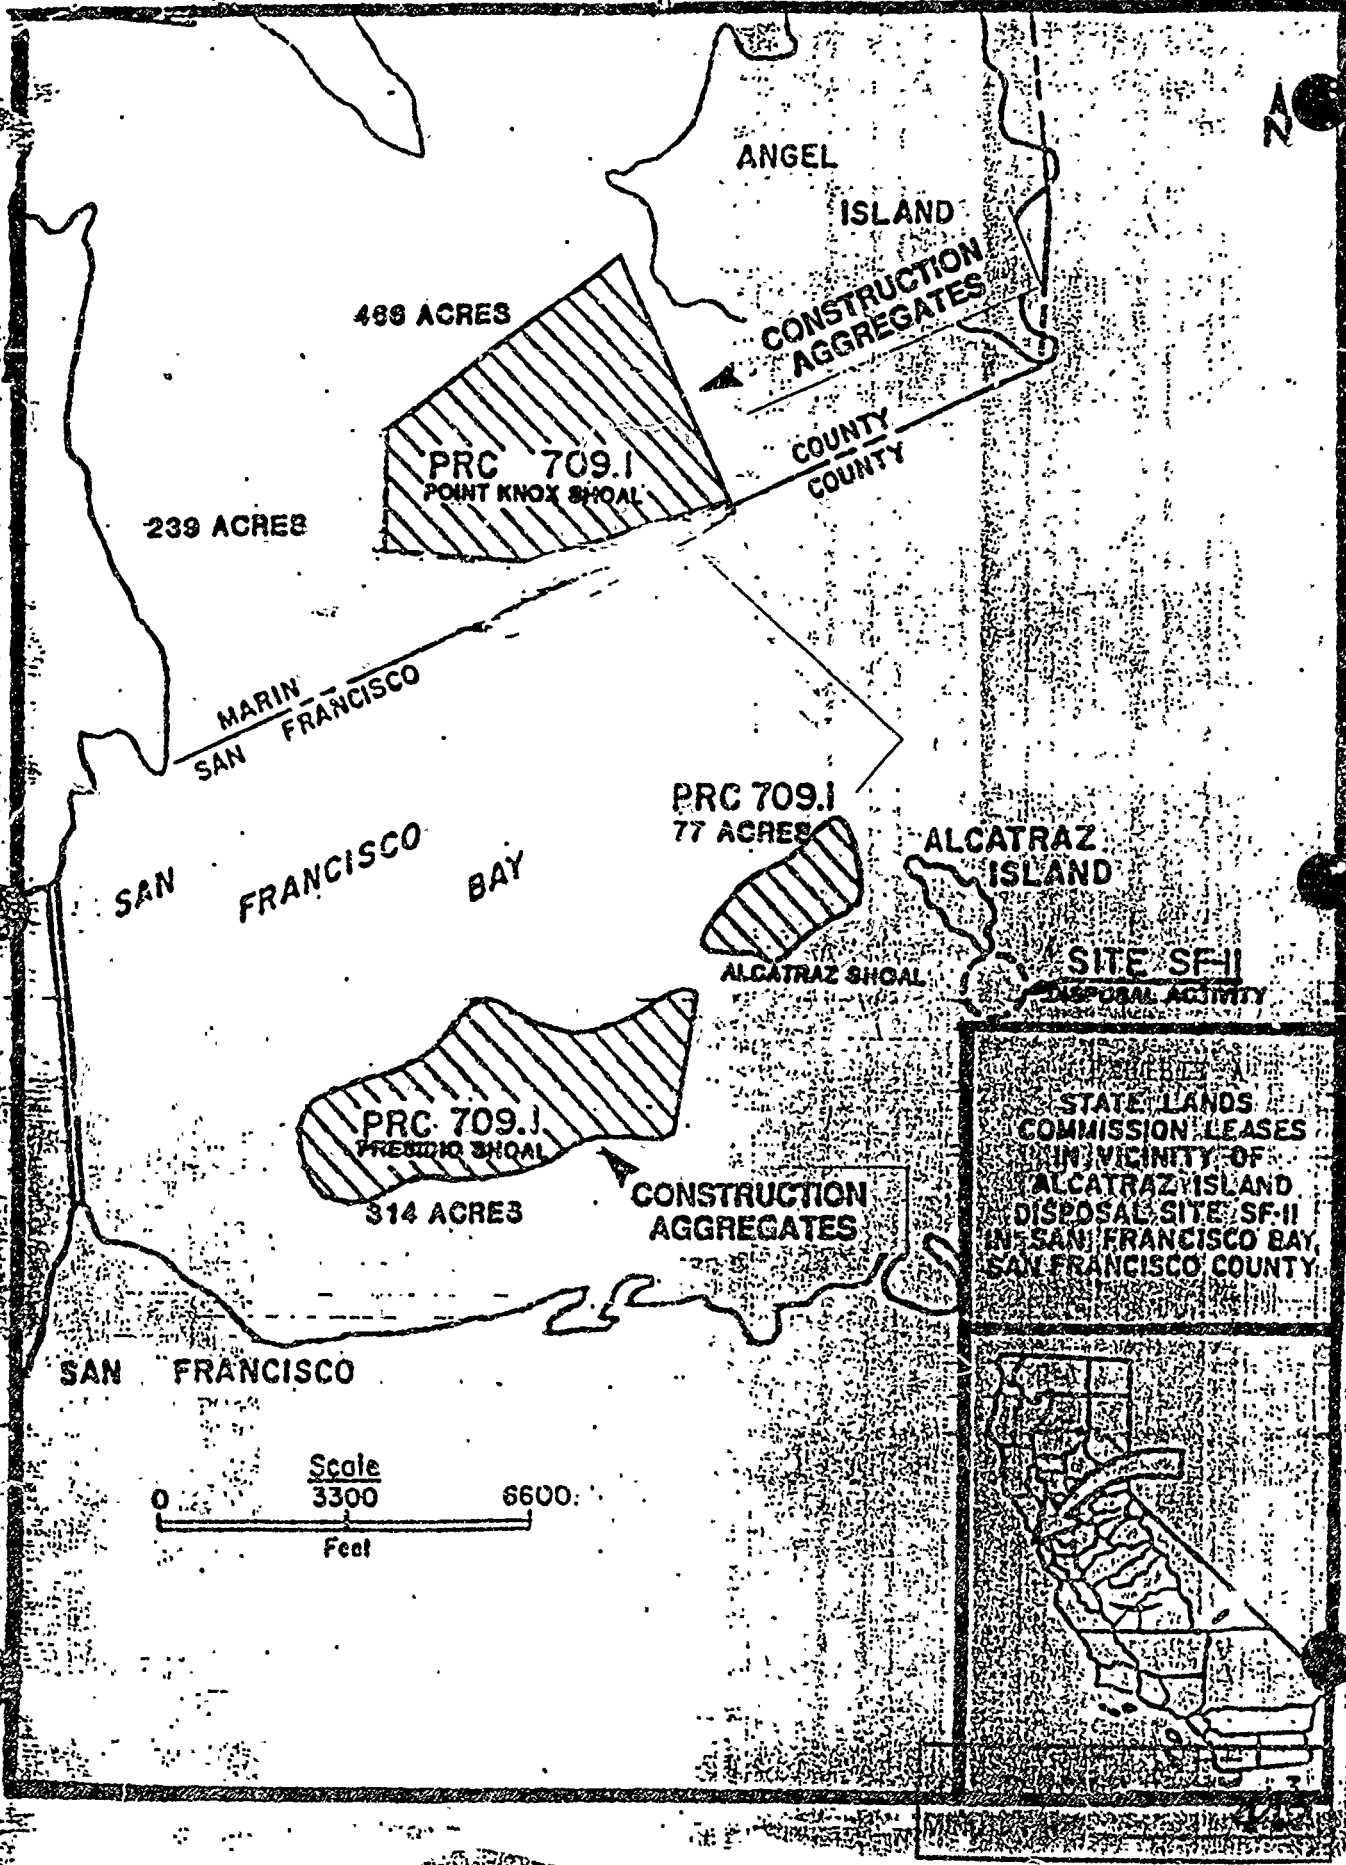 N
ANGEL
ISLAND
CONSTRUCTION
AGGREGATES
466 ACRES
COUNTY
COUNTY
PRC 709.1
POINT KNOX SHOAL
239 ACRES
MARIN
SAN FRANCISCO
SAN FRANCISCO BAY
PRC 709.1
77 ACRES
ALCATRAZ
ISLAND
ALCATRAZ SHOAL
SITE SF-11
DISPOSAL ACTIVITY
PRC 709.1
PRESIDIO SHOAL
314 ACRES
CONSTRUCTION
AGGREGATES
EXHIBIT A
STATE LANDS
COMMISSION LEASES
IN VICINITY OF
ALCATRAZ ISLAND
DISPOSAL SITE SF-11
IN SAN FRANCISCO BAY,
SAN FRANCISCO COUNTY
SAN FRANCISCO
Scale
0 3300 6600
Feet